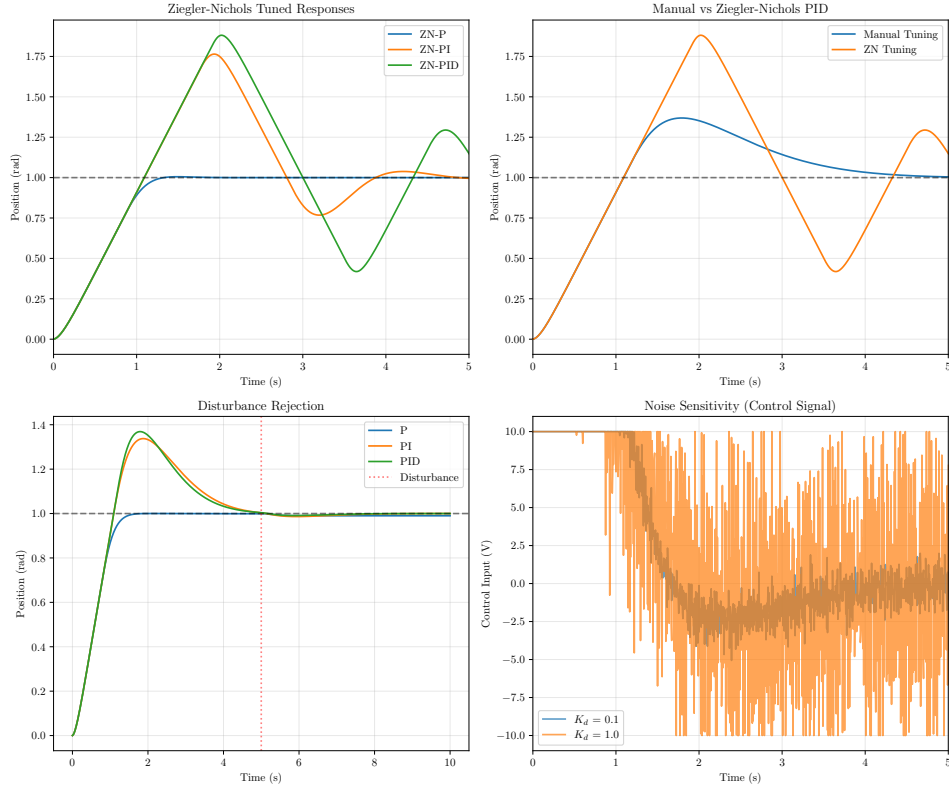 Ziegler-Nichols Tuned Responses
ZN-P
ZN-PI
ZN-PID
1.75
1.50
1.25
1.00
0.75
0.50
0.25
0.00
Position (rad)
0 1 2 3 4 5
Time (s)
Manual vs Ziegler-Nichols PID
Manual Tuning
ZN Tuning
1.75
1.50
1.25
1.00
0.75
0.50
0.25
0.00
Position (rad)
0 1 2 3 4 5
Time (s)
Disturbance Rejection
P
PI
PID
Disturbance
1.4
1.2
1.0
0.8
0.6
0.4
0.2
0.0
Position (rad)
0 2 4 6 8 10
Time (s)
Noise Sensitivity (Control Signal)
10.0
7.5
5.0
2.5
0.0
−2.5
−5.0
−7.5
−10.0
Control Input (V)
K_d = 0.1
K_d = 1.0
0 1 2 3 4 5
Time (s)